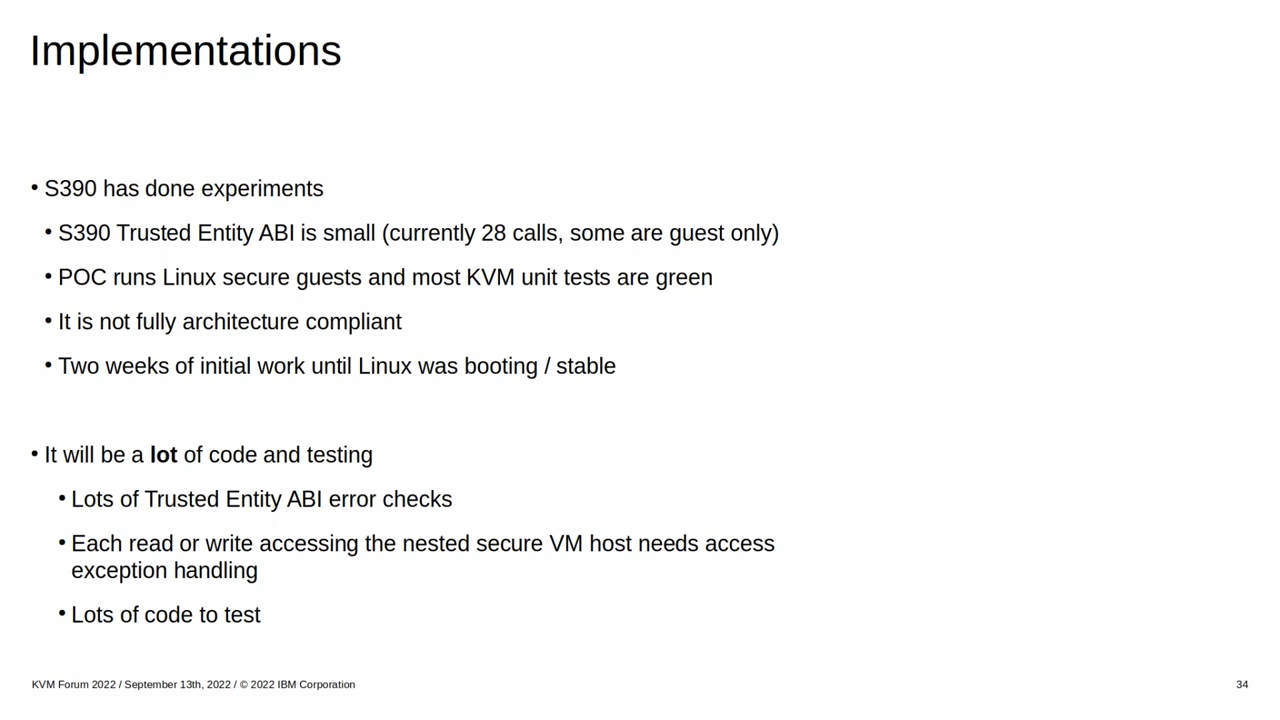 Implementations
• S390 has done experiments
• S390 Trusted Entity ABI is small (currently 28 calls, some are guest only)
• POC runs Linux secure guests and most KVM unit tests are green
• It is not fully architecture compliant
• Two weeks of initial work until Linux was booting / stable
• It will be a lot of code and testing
• Lots of Trusted Entity ABI error checks
• Each read or write accessing the nested secure VM host needs access
exception handling
• Lots of code to test
KVM Forum 2022 / September 13th, 2022 / © 2022 IBM Corporation
34